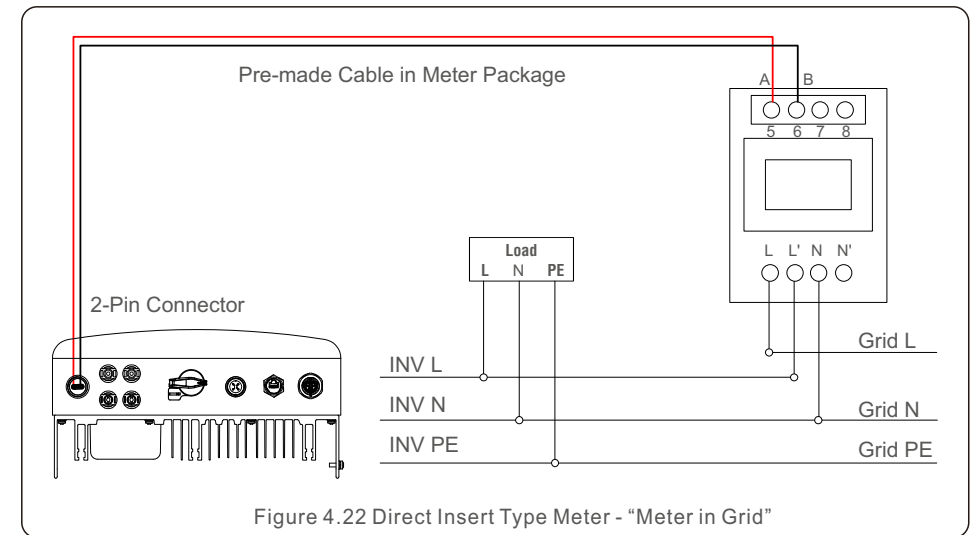 Pre-made Cable in Meter Package
A B
5 6 7 8
Load
L N PE
L L' N N'
2-Pin Connector
Grid L
INV L
INV N
Grid N
INV PE
Grid PE
Figure 4.22 Direct Insert Type Meter - “Meter in Grid”